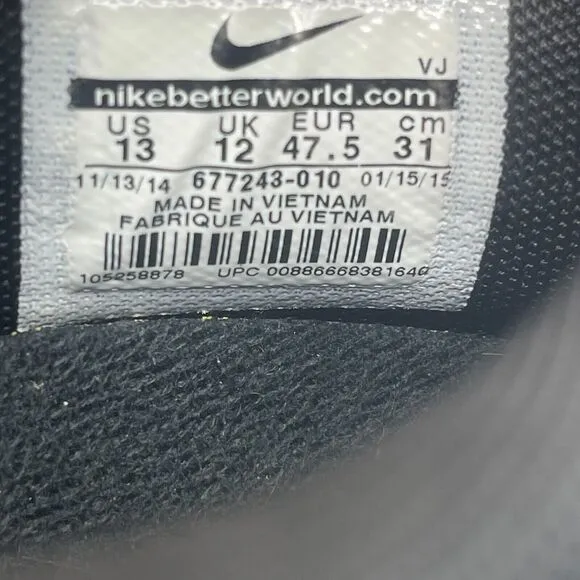 VJ
nikebetterworld.com
US UK EUR cm
13 12 47.5 31
11/13/14 677243-010 01/15/15
MADE IN VIETNAM
FABRIQUE AU VIETNAM
105258878 UPC 00886668381640